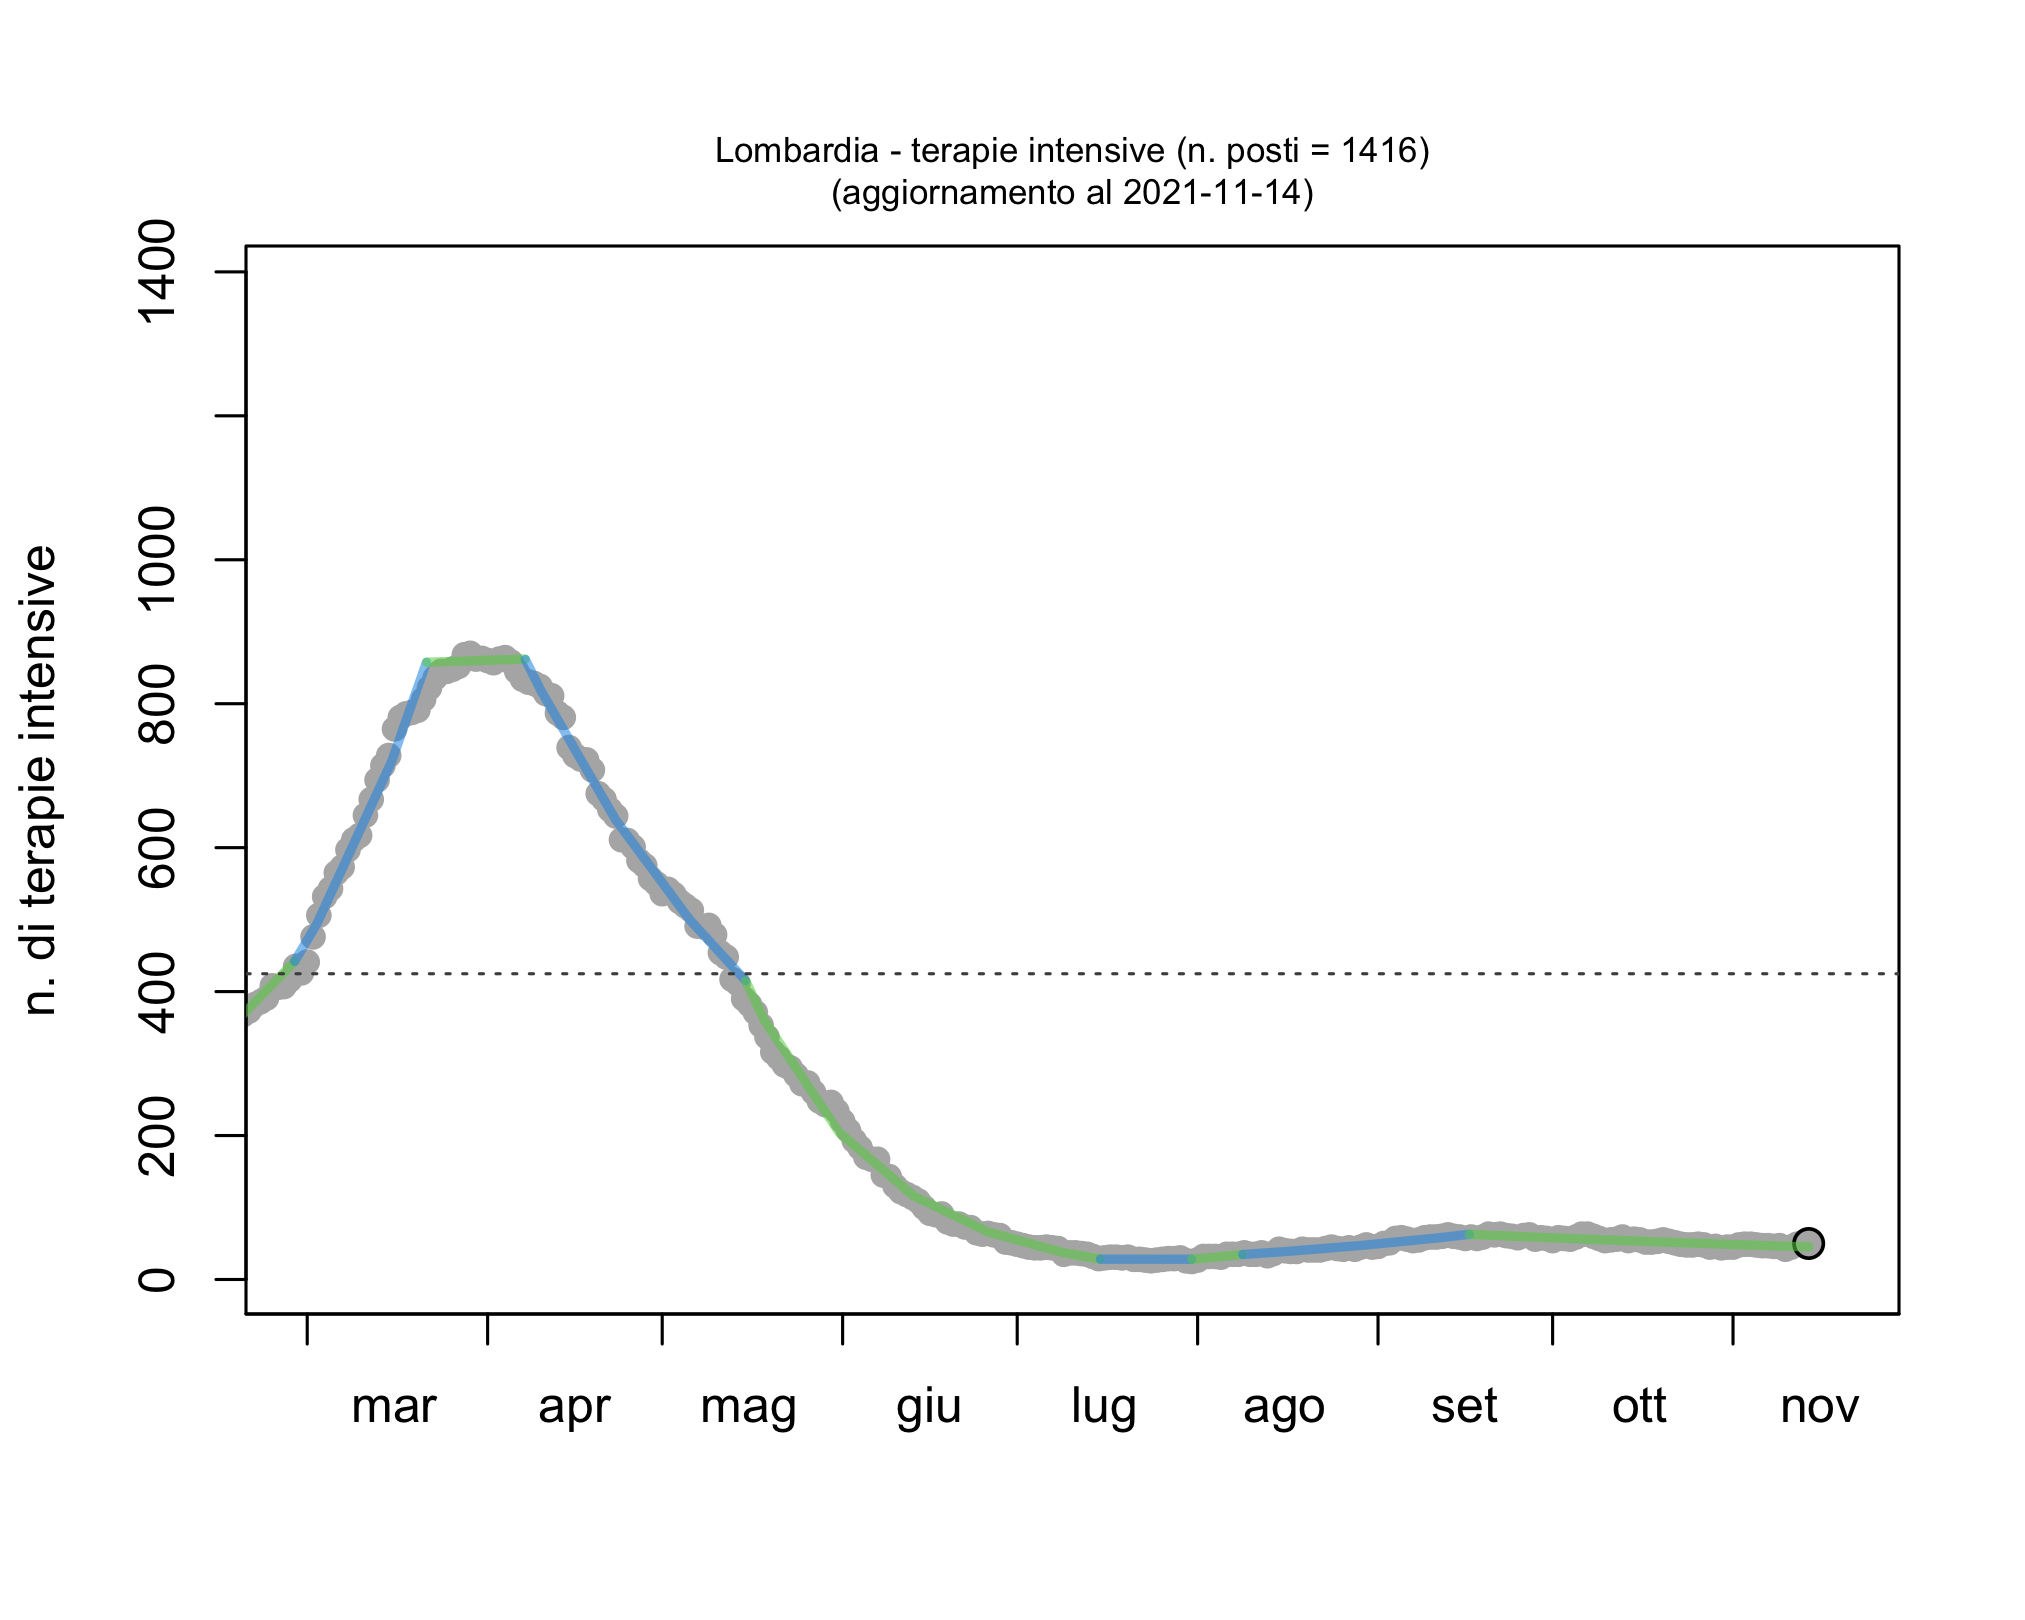 Lombardia - terapie intensive (n. posti = 1416)
(aggiornamento al 2021-11-14)
n. di terapie intensive
1400
1000
800
600
400
200
0
mar apr mag giu lug ago set ott nov